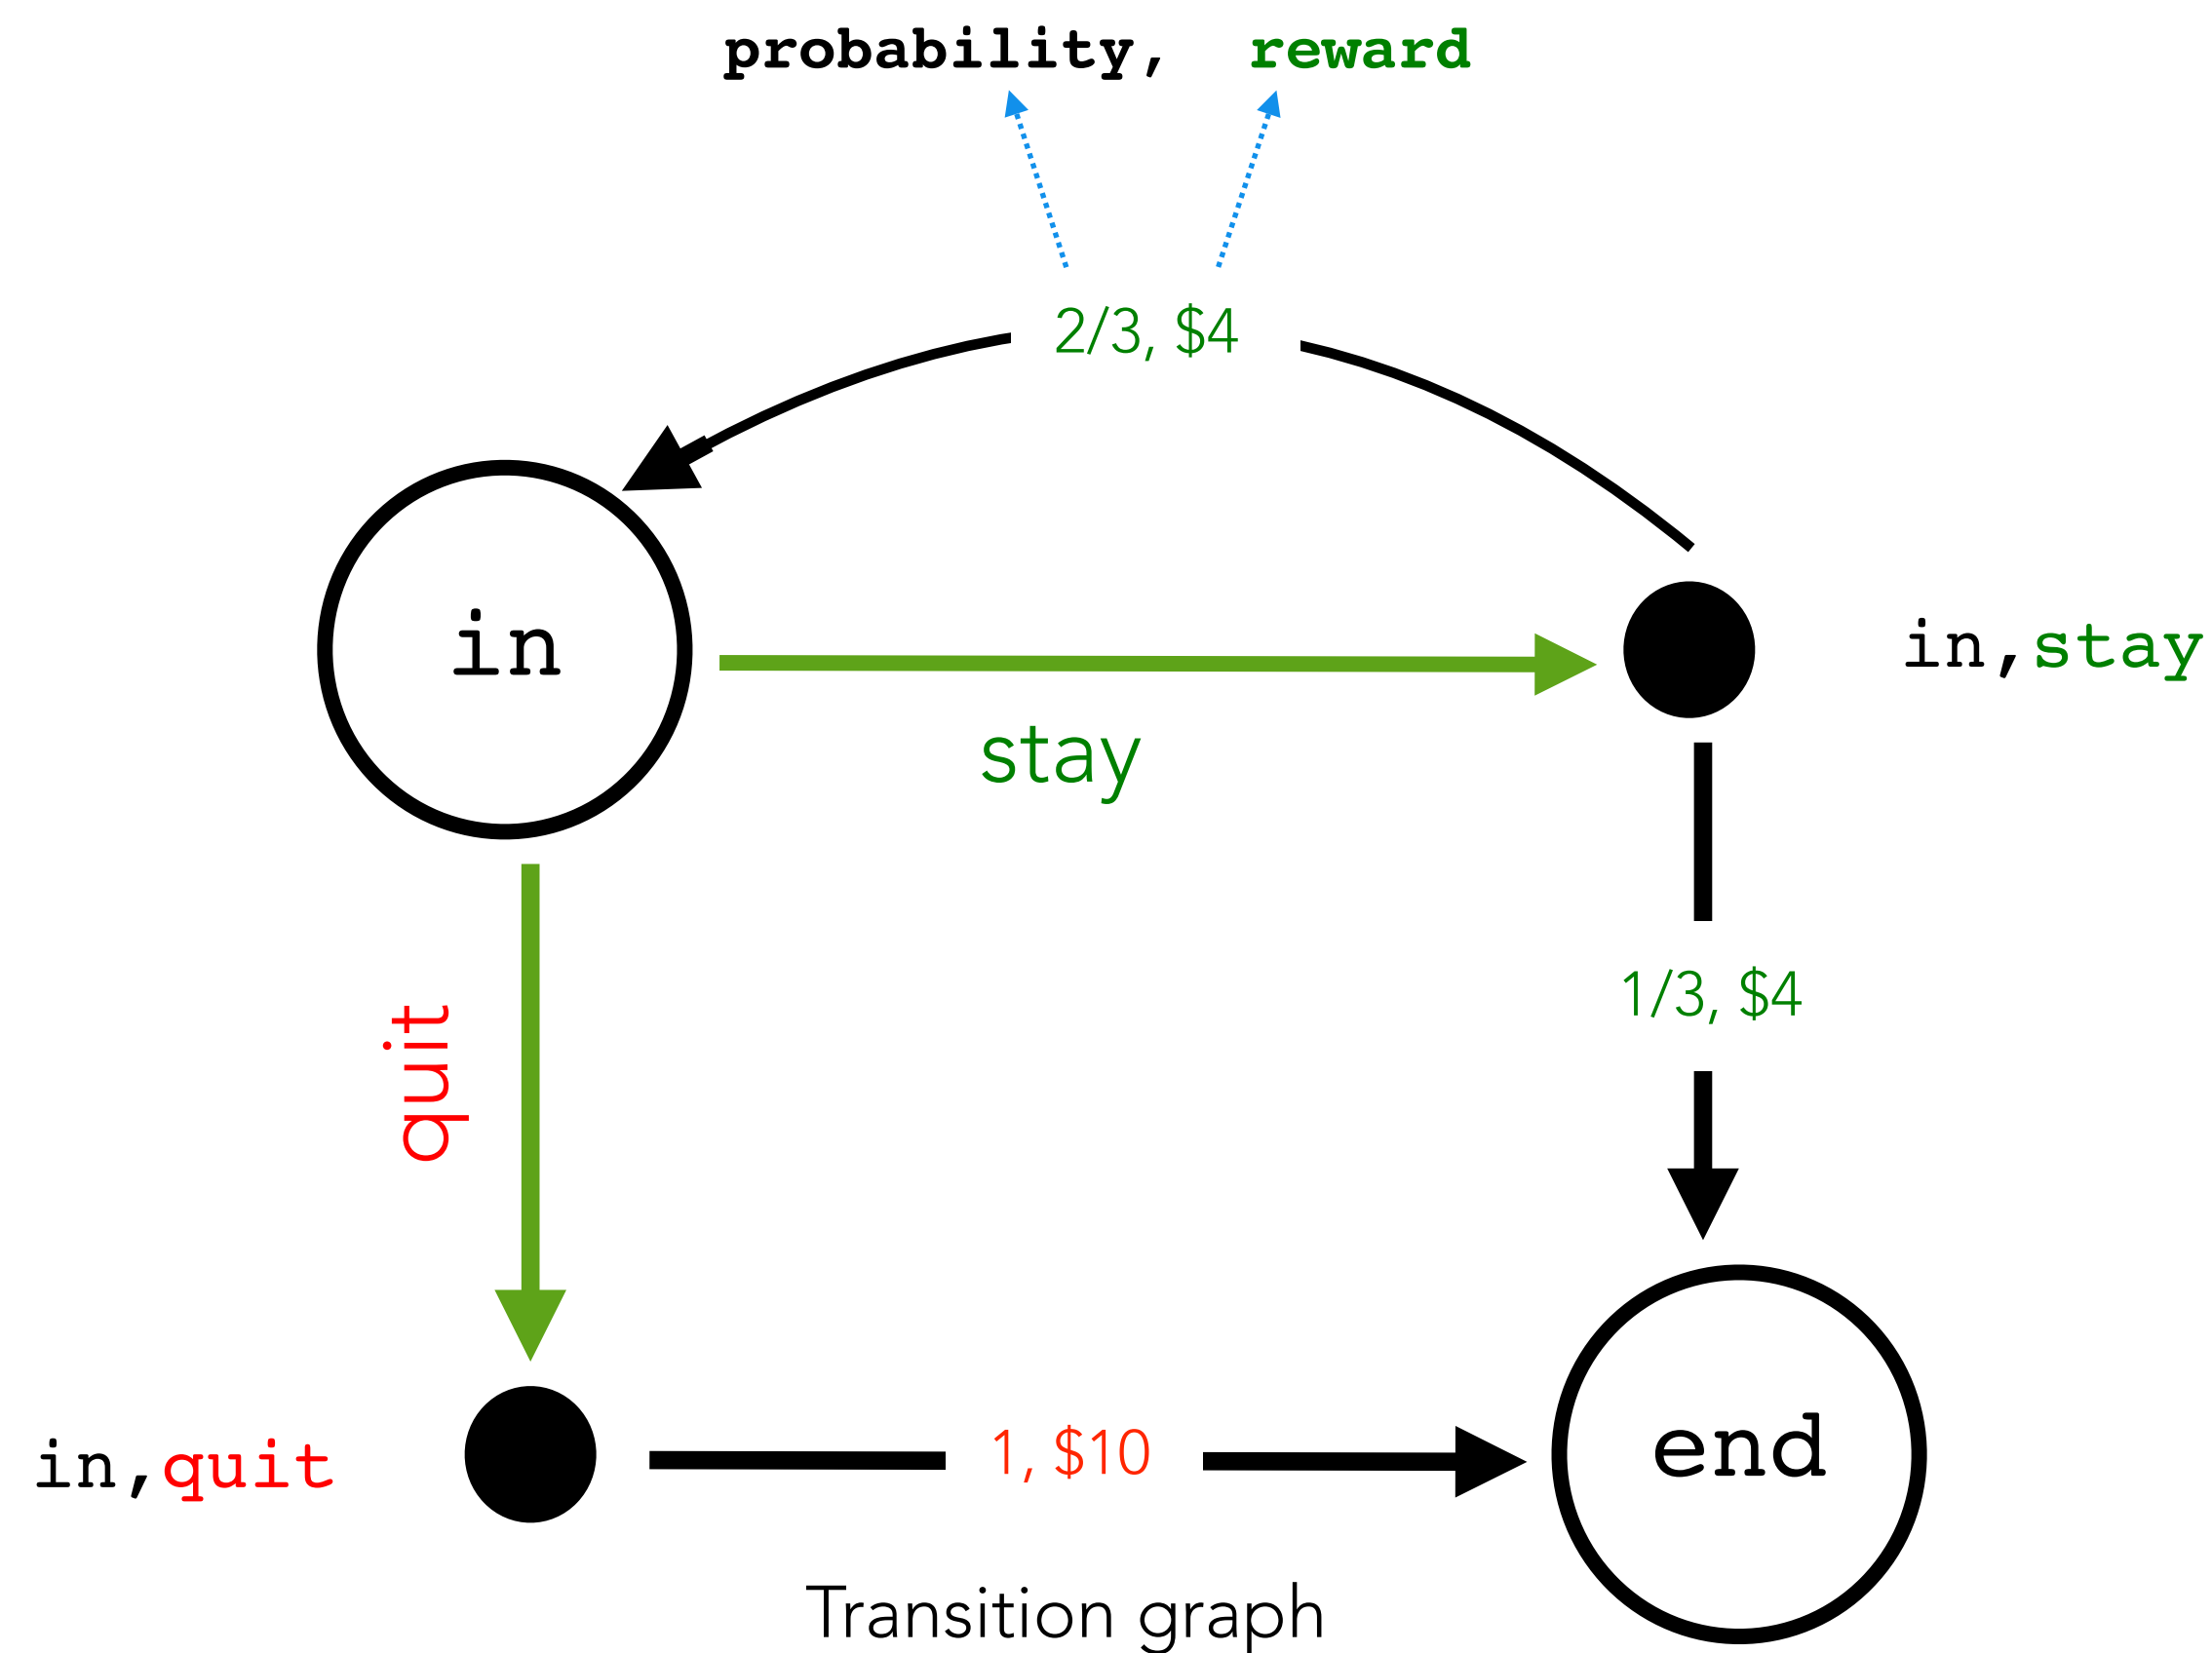 probability, reward
2/3, $4
in
in,stay
stay
1/3, $4
quit
end
in,quit
1, $10
Transition graph